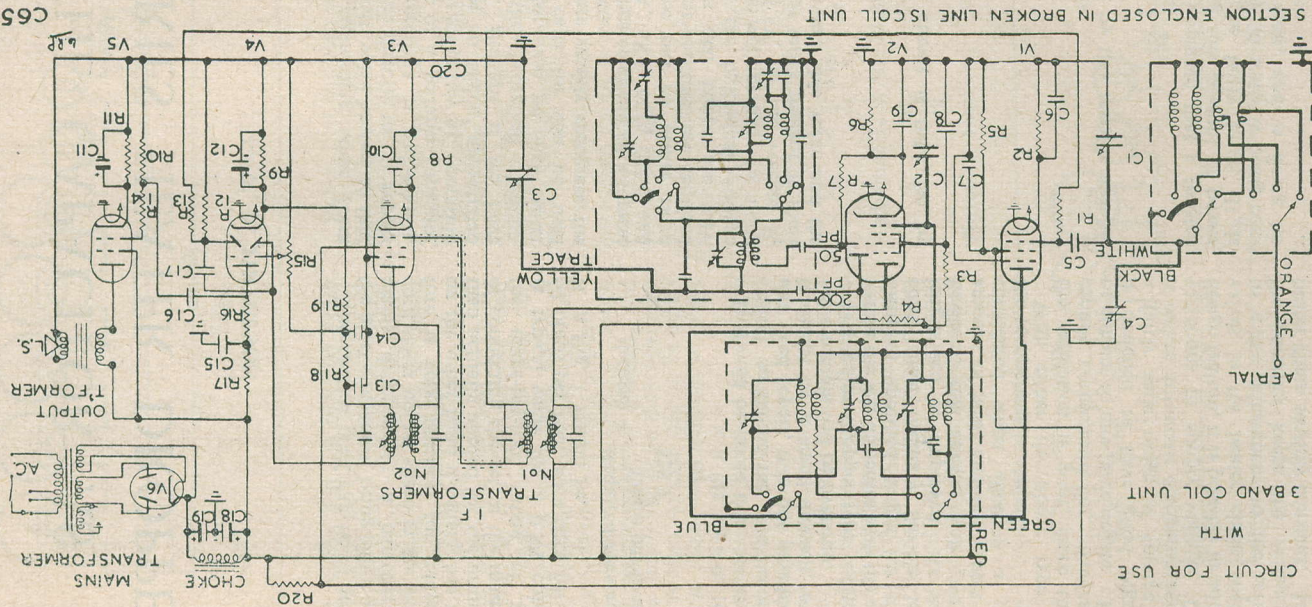 CIRCUIT FOR USE
WITH
3 BAND COIL UNIT
GREEN
RED
BLUE
R20
CHOKE
MAINS
TRANSFORMER
C18
C19
V6
A.C.
I F
TRANSFORMERS
No1
No2
OUTPUT
T'FORMER
L.S.
AERIAL
ORANGE
BLACK
WHITE
C4
C5
R1
C1
R3
R4
200
PF
50
PF
YELLOW
TRACE
C13
R18
C14
R19
R15
R17
C15
R16
C16
C17
R2
C6
R5
C7
C8
C2
C9
R7
R6
C3
R8
C10
R9
C12
R12
R13
R14
R10
C11
R11
V1
V2
C20
V3
V4
V5
SECTION ENCLOSED IN BROKEN LINE IS COIL UNIT
C65